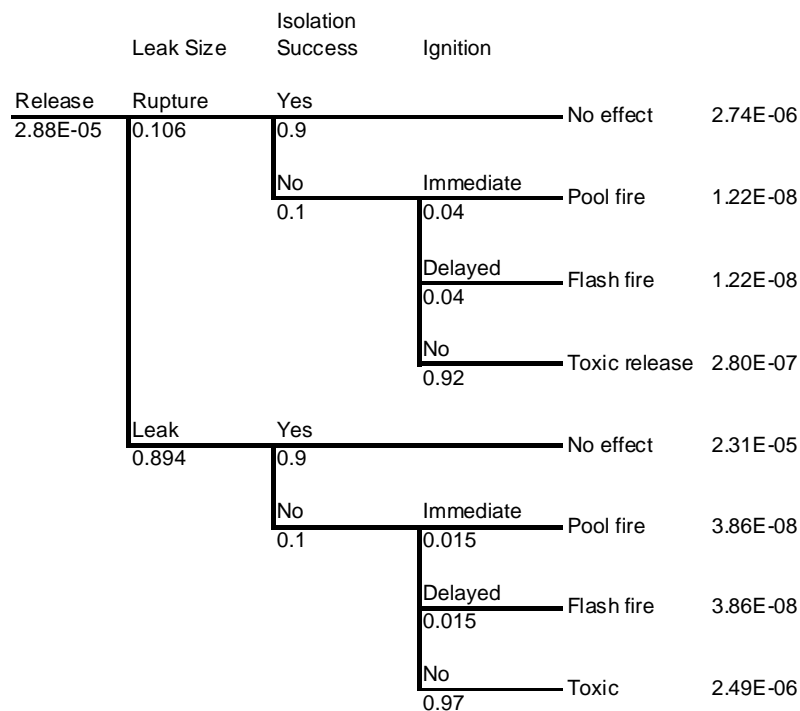 Isolation
Leak Size Success Ignition
Release Rupture Yes
2.88E-05 0.106 0.9 No effect 2.74E-06
No Immediate
0.1 0.04 Pool fire 1.22E-08
Delayed
0.04 Flash fire 1.22E-08
No
0.92 Toxic release 2.80E-07
Leak Yes
0.894 0.9 No effect 2.31E-05
No Immediate
0.1 0.015 Pool fire 3.86E-08
Delayed
0.015 Flash fire 3.86E-08
No
0.97 Toxic 2.49E-06